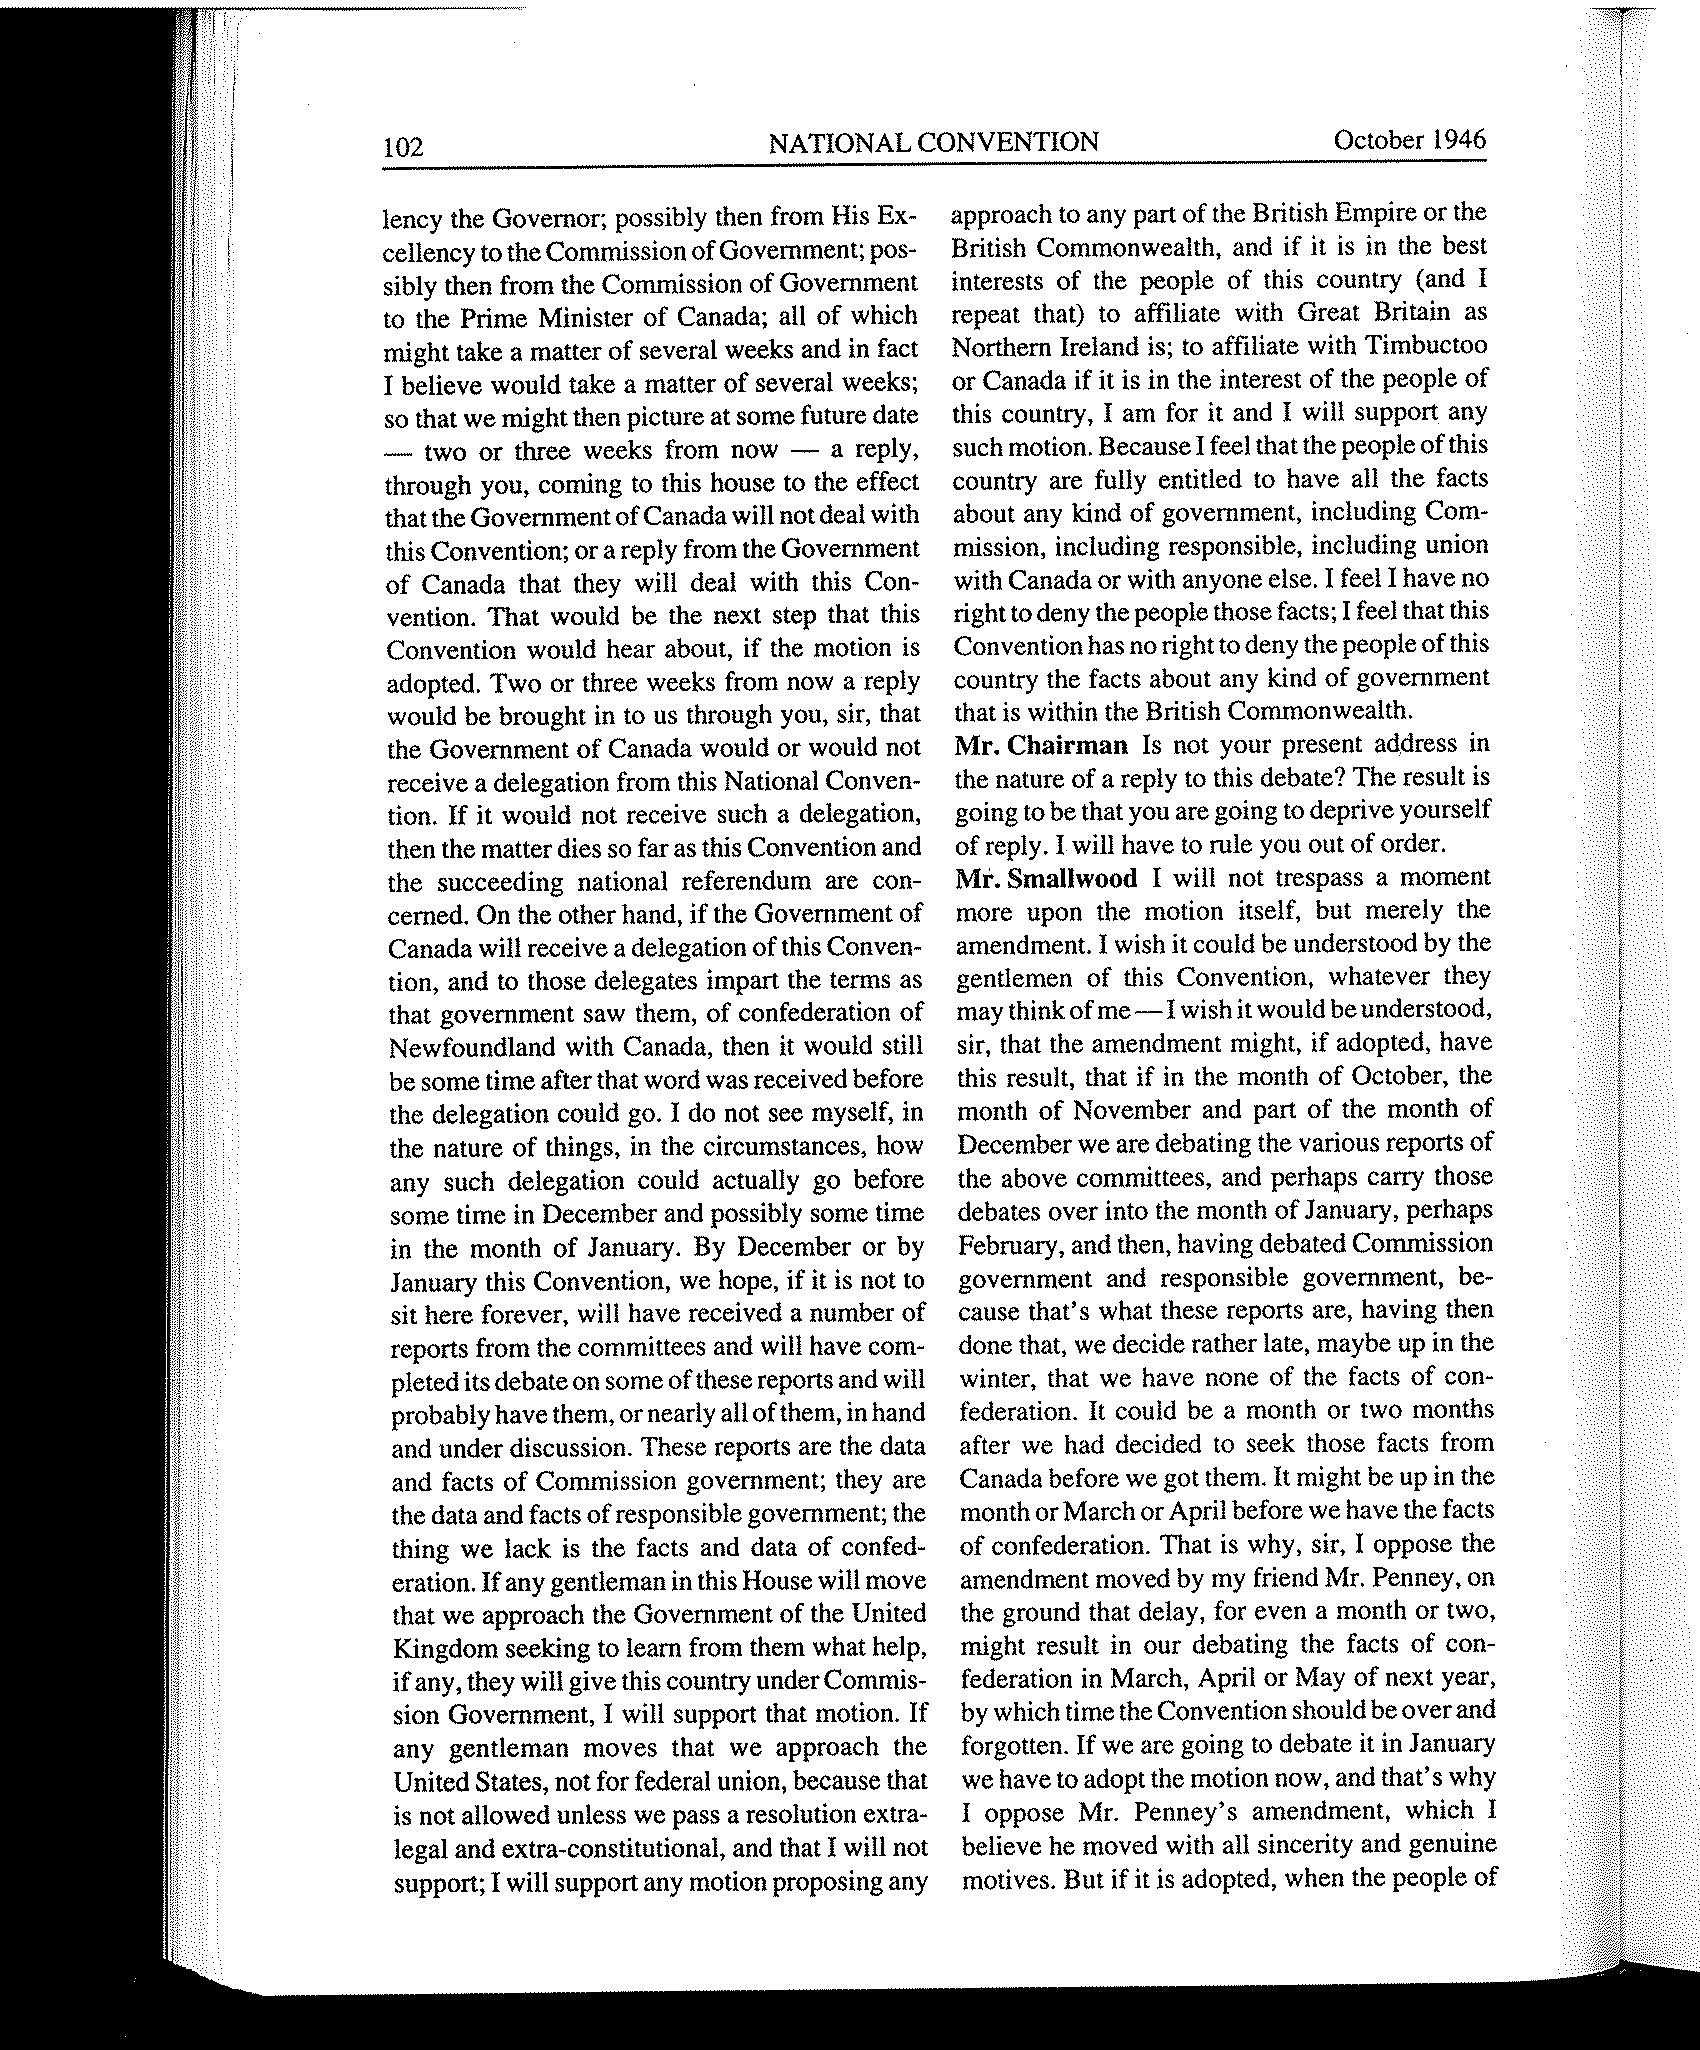 102
NATIONAL CONVENTION
October 1946
lency the Governor; possibly then from His Ex-
cellency to the Commission of Government; pos-
sibly then from the Commission of Government
to the Prime Minister of Canada; all of which
might take a matter of several weeks and in fact
I believe would take a matter of several weeks;
so that we might then picture at some future date
— two or three weeks from now — a reply,
through you, coming to this house to the effect
that the Government of Canada will not deal with
this Convention; or a reply from the Government
of Canada that they will deal with this Con-
vention. That would be the next step that this
Convention would hear about, if the motion is
adopted. Two or three weeks from now a reply
would be brought in to us through you, sir, that
the Government of Canada would or would not
receive a delegation from this National Conven-
tion. If it would not receive such a delegation,
then the matter dies so far as this Convention and
the succeeding national referendum are con-
cerned. On the other hand, if the Government of
Canada will receive a delegation of this Conven-
tion, and to those delegates impart the terms as
that government saw them, of confederation of
Newfoundland with Canada, then it would still
be some time after that word was received before
the delegation could go. I do not see myself, in
the nature of things, in the circumstances, how
any such delegation could actually go before
some time in December and possibly some time
in the month of January. By December or by
January this Convention, we hope, if it is not to
sit here forever, will have received a number of
reports from the committees and will have com-
pleted its debate on some of these reports and will
probably have them, or nearly all of them, in hand
and under discussion. These reports are the data
and facts of Commission government; they are
the data and facts of responsible government; the
thing we lack is the facts and data of confed-
eration. If any gentleman in this House will move
that we approach the Government of the United
Kingdom seeking to learn from them what help,
if any, they will give this country under Commis-
sion Government, I will support that motion. If
any gentleman moves that we approach the
United States, not for federal union, because that
is not allowed unless we pass a resolution extra-
legal and extra-constitutional, and that I will not
support; I will support any motion proposing any
approach to any part of the British Empire or the
British Commonwealth, and if it is in the best
interests of the people of this country (and I
repeat that) to affiliate with Great Britain as
Northern Ireland is; to affiliate with Timbuctoo
or Canada if it is in the interest of the people of
this country, I am for it and I will support any
such motion. Because I feel that the people of this
country are fully entitled to have all the facts
about any kind of government, including Com-
mission, including responsible, including union
with Canada or with anyone else. I feel I have no
right to deny the people those facts; I feel that this
Convention has no right to deny the people of this
country the facts about any kind of government
that is within the British Commonwealth.
Mr. Chairman Is not your present address in
the nature of a reply to this debate? The result is
going to be that you are going to deprive yourself
of reply. I will have to rule you out of order.
Mr. Smallwood I will not trespass a moment
more upon the motion itself, but merely the
amendment. I wish it could be understood by the
gentlemen of this Convention, whatever they
may think of me — I wish it would be understood,
sir, that the amendment might, if adopted, have
this result, that if in the month of October, the
month of November and part of the month of
December we are debating the various reports of
the above committees, and perhaps carry those
debates over into the month of January, perhaps
February, and then, having debated Commission
government and responsible government, be-
cause that's what these reports are, having then
done that, we decide rather late, maybe up in the
winter, that we have none of the facts of con-
federation. It could be a month or two months
after we had decided to seek those facts from
Canada before we got them. It might be up in the
month or March or April before we have the facts
of confederation. That is why, sir, I oppose the
amendment moved by my friend Mr. Penney, on
the ground that delay, for even a month or two,
might result in our debating the facts of con-
federation in March, April or May of next year,
by which time the Convention should be over and
forgotten. If we are going to debate it in January
we have to adopt the motion now, and that's why
I oppose Mr. Penney's amendment, which I
believe he moved with all sincerity and genuine
motives. But if it is adopted, when the people of